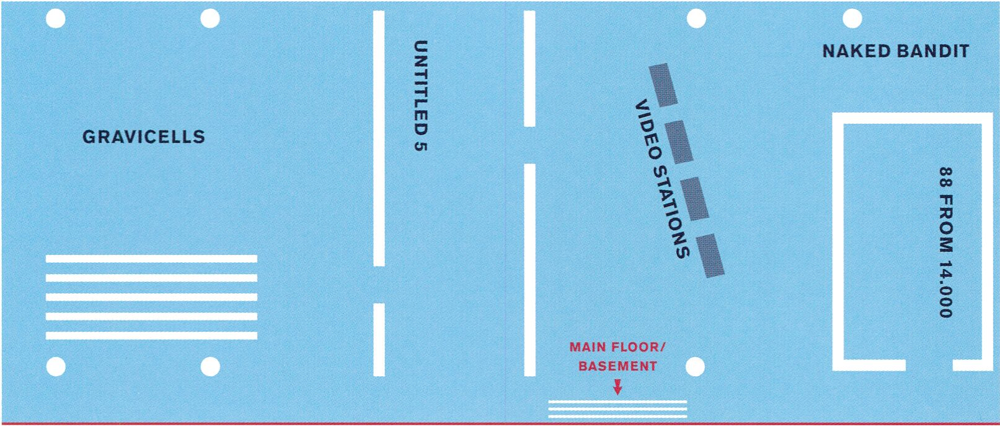 GRAVICELLS
UNTITLED 5
VIDEO STATIONS
NAKED BANDIT
88 FROM 14.000
MAIN FLOOR/
BASEMENT